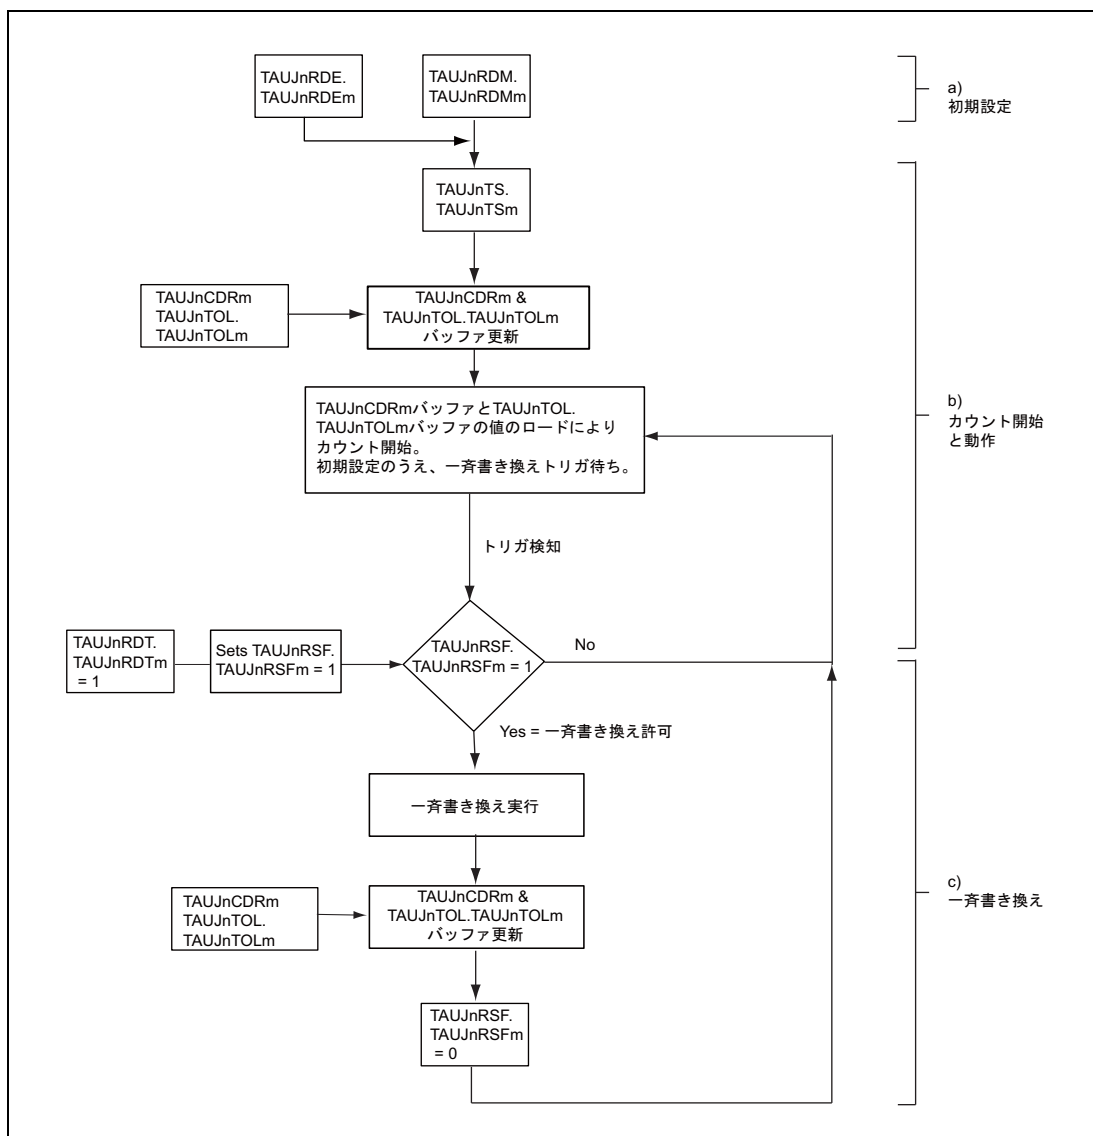 TAUJnRDE.
TAUJnRDEm
TAUJnRDM.
TAUJnRDMm
a)
初期設定
TAUJnTS.
TAUJnTSm
TAUJnCDRm
TAUJnTOL.
TAUJnTOLm
TAUJnCDRm &
TAUJnTOL.TAUJnTOLm
バッファ更新
TAUJnCDRmバッファとTAUJnTOL.
TAUJnTOLmバッファの値のロードにより
カウント開始。
初期設定のうえ、一斉書き換えトリガ待ち。
b)
カウント開始
と動作
トリガ検知
TAUJnRDT.
TAUJnRDTm
= 1
Sets TAUJnRSF.
TAUJnRSFm = 1
TAUJnRSF.
TAUJnRSFm = 1
No
Yes = 一斉書き換え許可
一斉書き換え実行
TAUJnCDRm
TAUJnTOL.
TAUJnTOLm
TAUJnCDRm &
TAUJnTOL.TAUJnTOLm
バッファ更新
c)
一斉書き換え
TAUJnRSF.
TAUJnRSFm
= 0